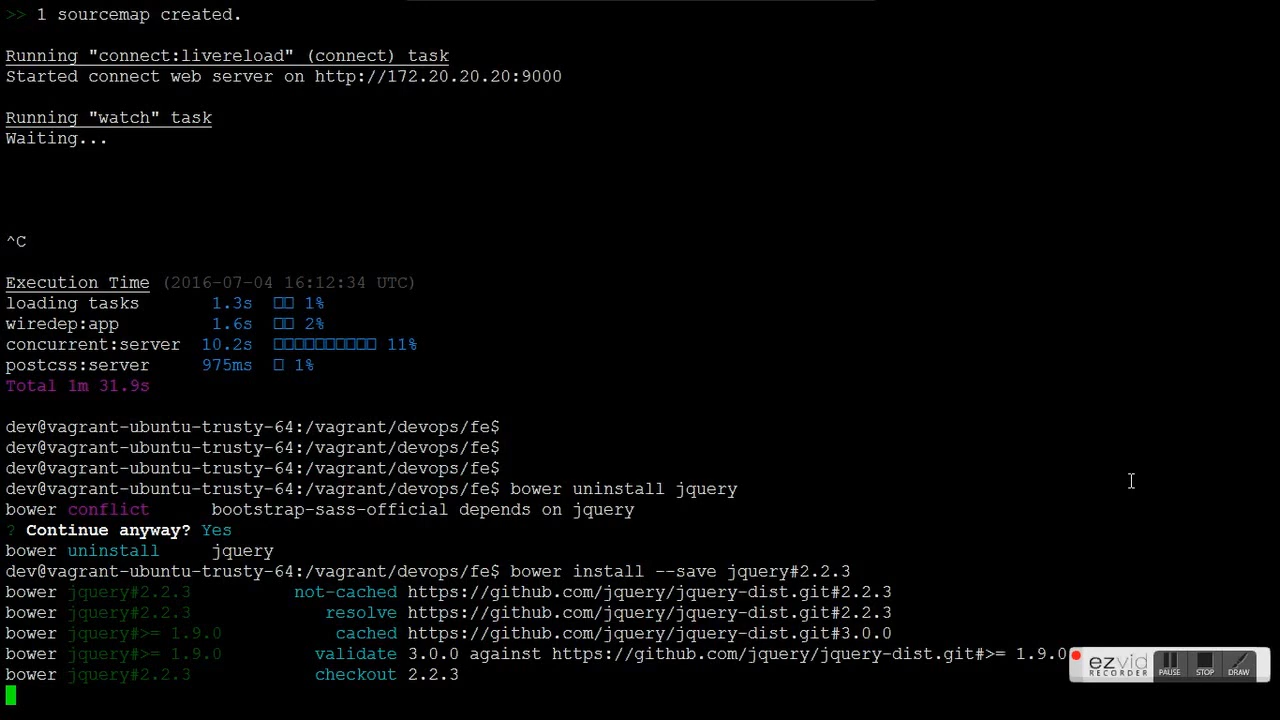 >> 1 sourcemap created.
Running "connect:livereload" (connect) task
Started connect web server on http://172.20.20.20:9000
Running "watch" task
Waiting...
^C
Execution Time (2016-07-04 16:12:34 UTC)
loading tasks 1.3s 1%
wiredep:app 1.6s 2%
concurrent:server 10.2s 11%
postcss:server 975ms 1%
Total 1m 31.9s
dev@vagrant-ubuntu-trusty-64:/vagrant/devops/fe$
dev@vagrant-ubuntu-trusty-64:/vagrant/devops/fe$
dev@vagrant-ubuntu-trusty-64:/vagrant/devops/fe$
dev@vagrant-ubuntu-trusty-64:/vagrant/devops/fe$ bower uninstall jquery
bower conflict bootstrap-sass-official depends on jquery
? Continue anyway? Yes
bower uninstall jquery
dev@vagrant-ubuntu-trusty-64:/vagrant/devops/fe$ bower install --save jquery#2.2.3
bower jquery#2.2.3 not-cached https://github.com/jquery/jquery-dist.git#2.2.3
bower jquery#2.2.3 resolve https://github.com/jquery/jquery-dist.git#2.2.3
bower jquery#>= 1.9.0 cached https://github.com/jquery/jquery-dist.git#3.0.0
bower jquery#>= 1.9.0 validate 3.0.0 against https://github.com/jquery/jquery-dist.git#>= 1.9.0
bower jquery#2.2.3 checkout 2.2.3
ezvid
RECORDER
PAUSE
STOP
DRAW